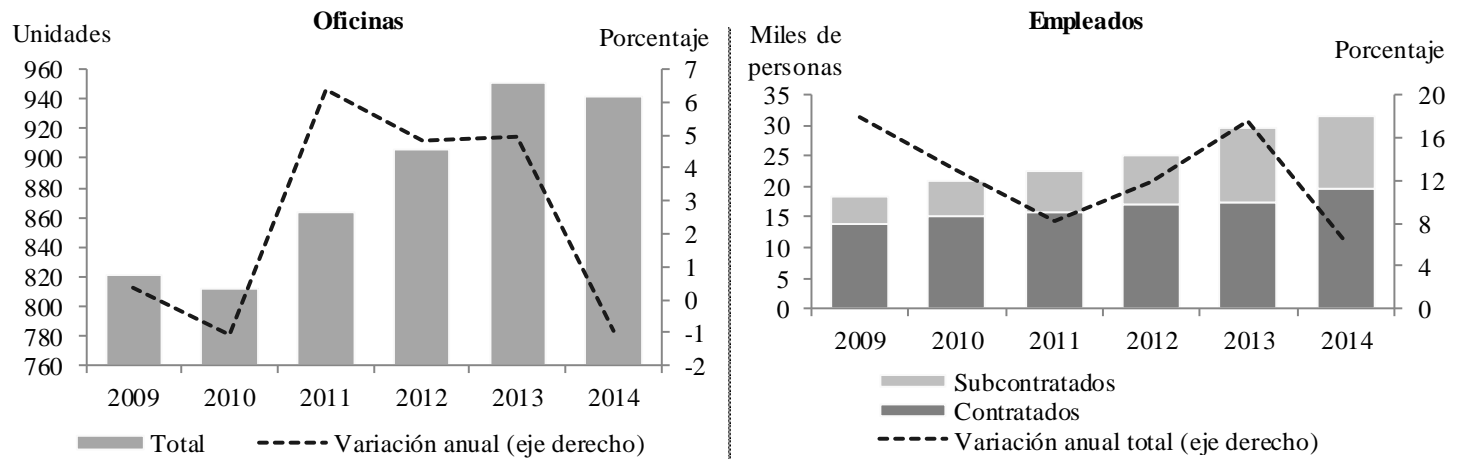 Oficinas
Unidades
Porcentaje
960
940
920
900
880
860
840
820
800
780
760
7
6
5
4
3
2
1
0
-1
-2
2009 2010 2011 2012 2013 2014
Total Variación anual (eje derecho)
Empleados
Miles de
personas
Porcentaje
35
30
25
20
15
10
5
0
20
16
12
8
4
0
2009 2010 2011 2012 2013 2014
Subcontratados
Contratados
Variación anual total (eje derecho)